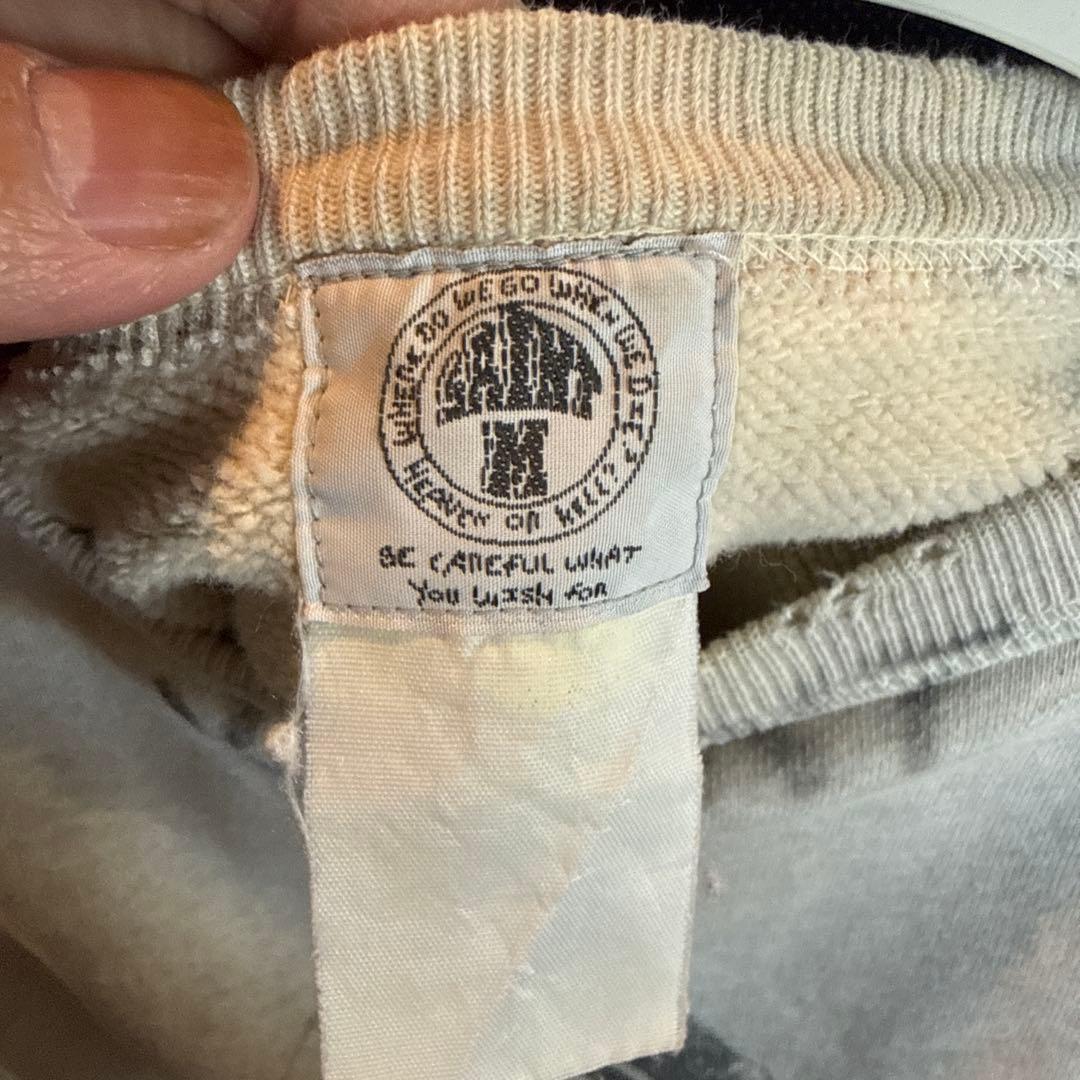 WHERE DO WE GO WHEN WE DIE?
SAINT
M
HEAVEN OR HELL?
BE CAREFUL WHAT
YOU WISH FOR